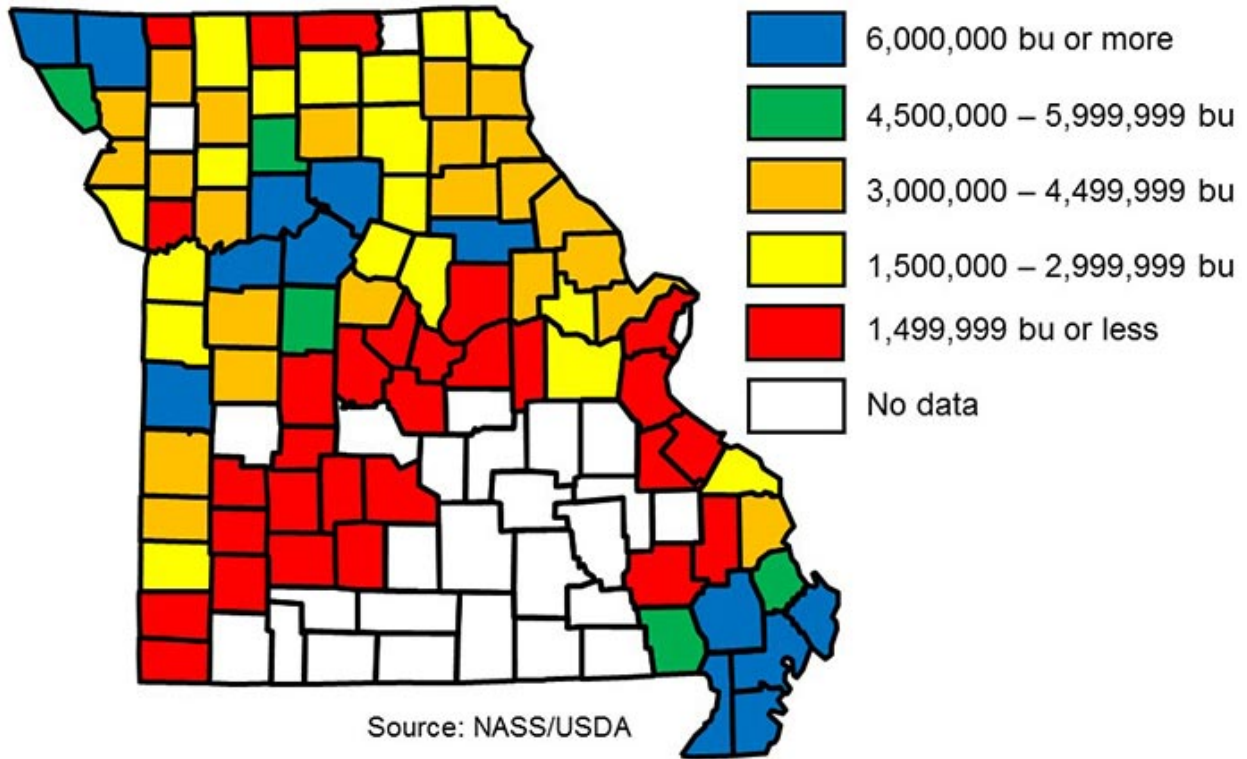 6,000,000 bu or more
4,500,000 – 5,999,999 bu
3,000,000 – 4,499,999 bu
1,500,000 – 2,999,999 bu
1,499,999 bu or less
No data
Source: NASS/USDA